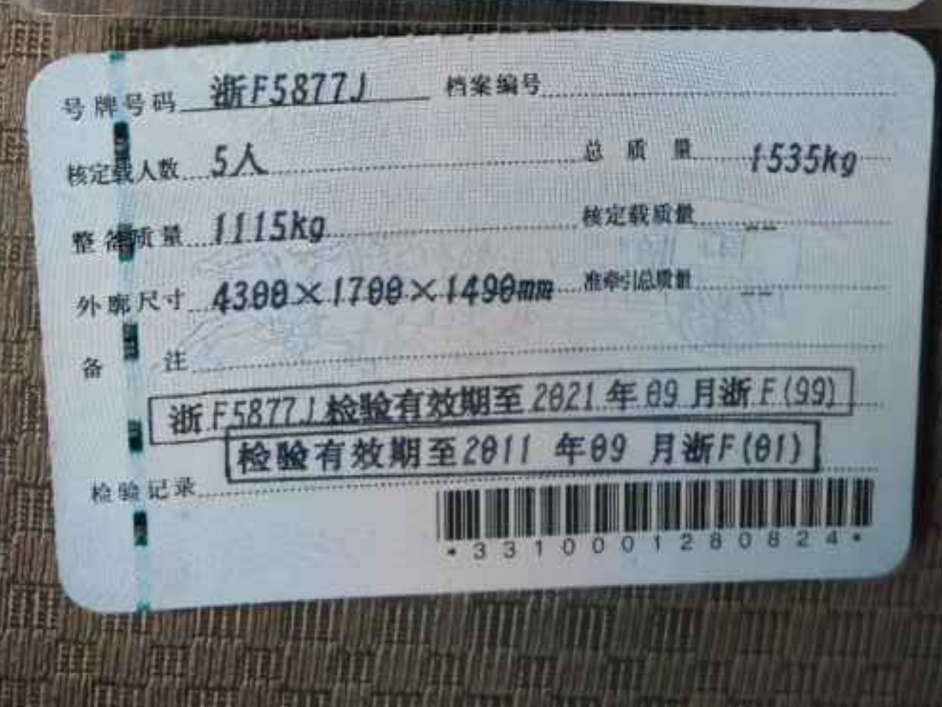 号牌号码 浙F5877J 档案编号
核定载人数 5人 总质量 1535kg
整备质量 1115kg 核定载质量 --
外廓尺寸 4300×1700×1490mm 准牵引总质量 --
备注
浙F5877J 检验有效期至2021年09月浙F(99)
检验有效期至2011 年09 月浙F(01)
检验记录
*3310001280824*